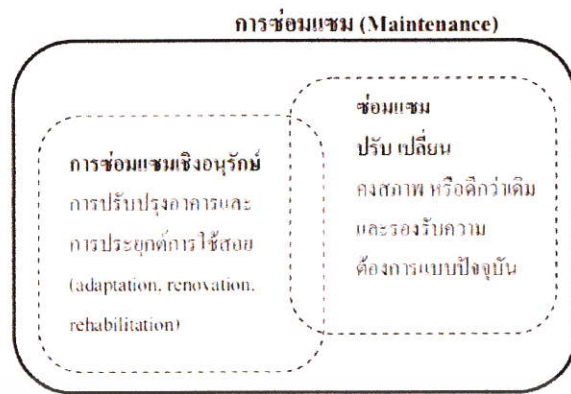 การซ่อมแซม (Maintenance)
การซ่อมแซมเชิงอนุรักษ์
การปรับปรุงอาคารและ
การประยุกต์การใช้สอย
(adaptation, renovation,
rehabilitation)
ซ่อมแซม
ปรับ เปลี่ยน
คงสภาพ หรือดีกว่าเดิม
และรองรับความ
ต้องการแบบปัจจุบัน